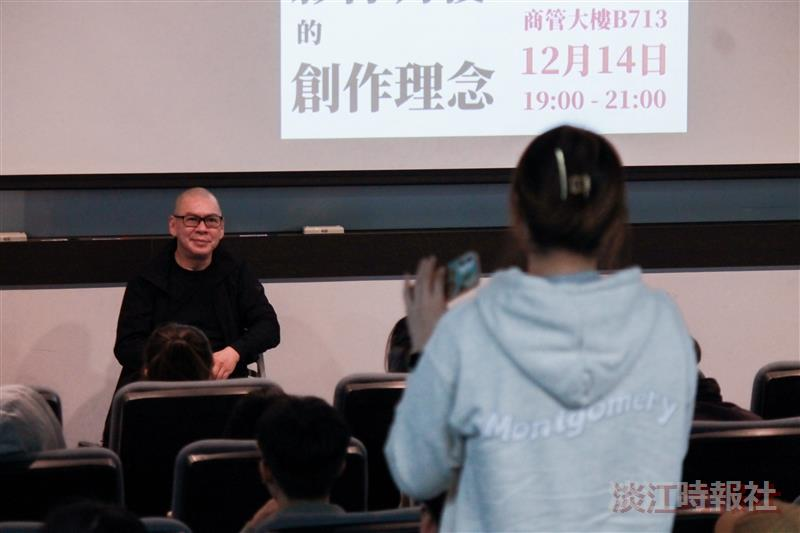 的
創作理念
商管大樓B713
12月14日
19:00 - 21:00
Montgomery
淡江時報社